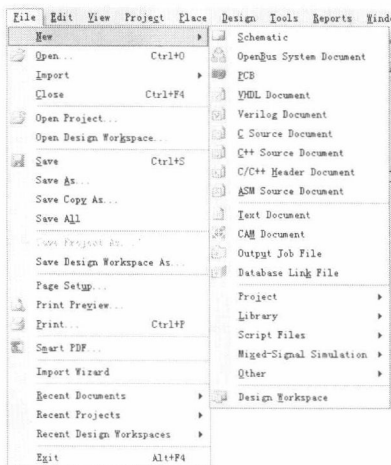 File Edit View Project Place Design Tools Reports Wind
New
Open... Ctrl+O
Import
Close Ctrl+F4
Open Project...
Open Design Workspace...
Save Ctrl+S
Save As...
Save Copy As...
Save All
Save Project As...
Save Design Workspace As...
Page Setup...
Print Preview...
Print... Ctrl+P
Smart PDF...
Import Wizard
Recent Documents
Recent Projects
Recent Design Workspaces
Exit Alt+F4
Schematic
OpenBus System Document
PCB
VHDL Document
Verilog Document
C Source Document
C++ Source Document
C/C++ Header Document
ASM Source Document
Text Document
CAM Document
Output Job File
Database Link File
Project
Library
Script Files
Mixed-Signal Simulation
Other
Design Workspace